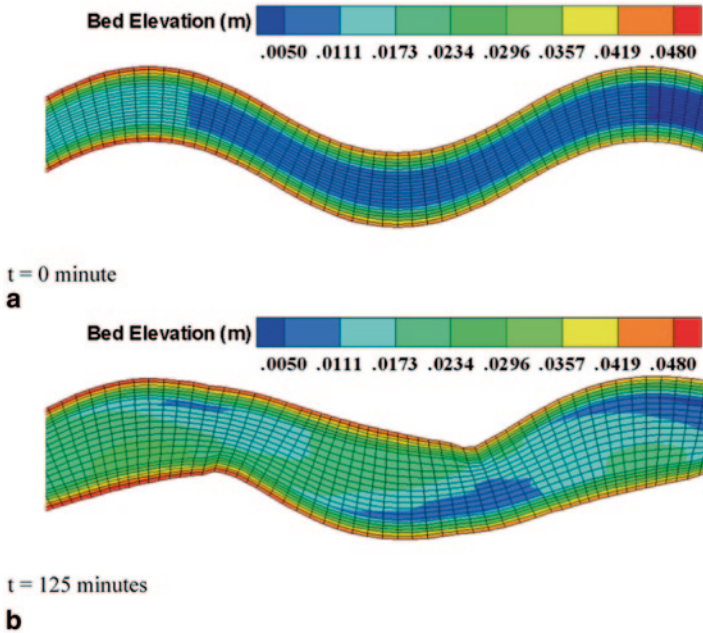 Bed Elevation (m)
.0050 .0111 .0173 .0234 .0296 .0357 .0419 .0480
t = 0 minute
a
Bed Elevation (m)
.0050 .0111 .0173 .0234 .0296 .0357 .0419 .0480
t = 125 minutes
b